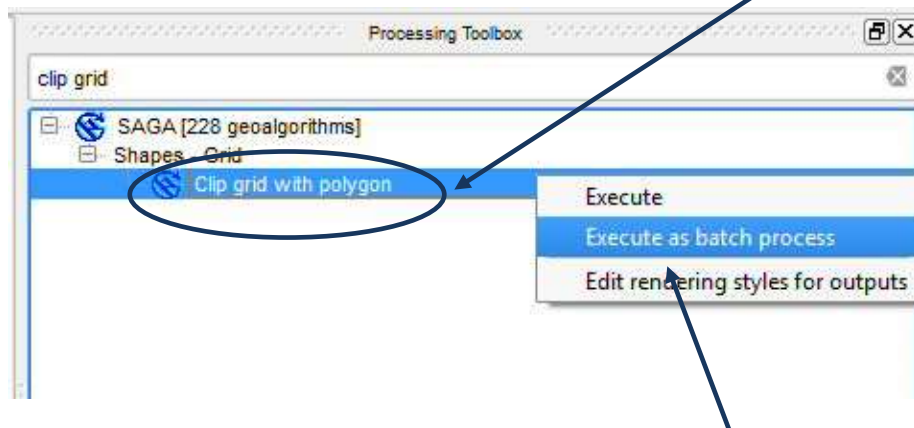 Processing Toolbox
clip grid
SAGA [228 geoalgorithms]
Shapes - Grid
Clip grid with polygon
Execute
Execute as batch process
Edit rendering styles for outputs